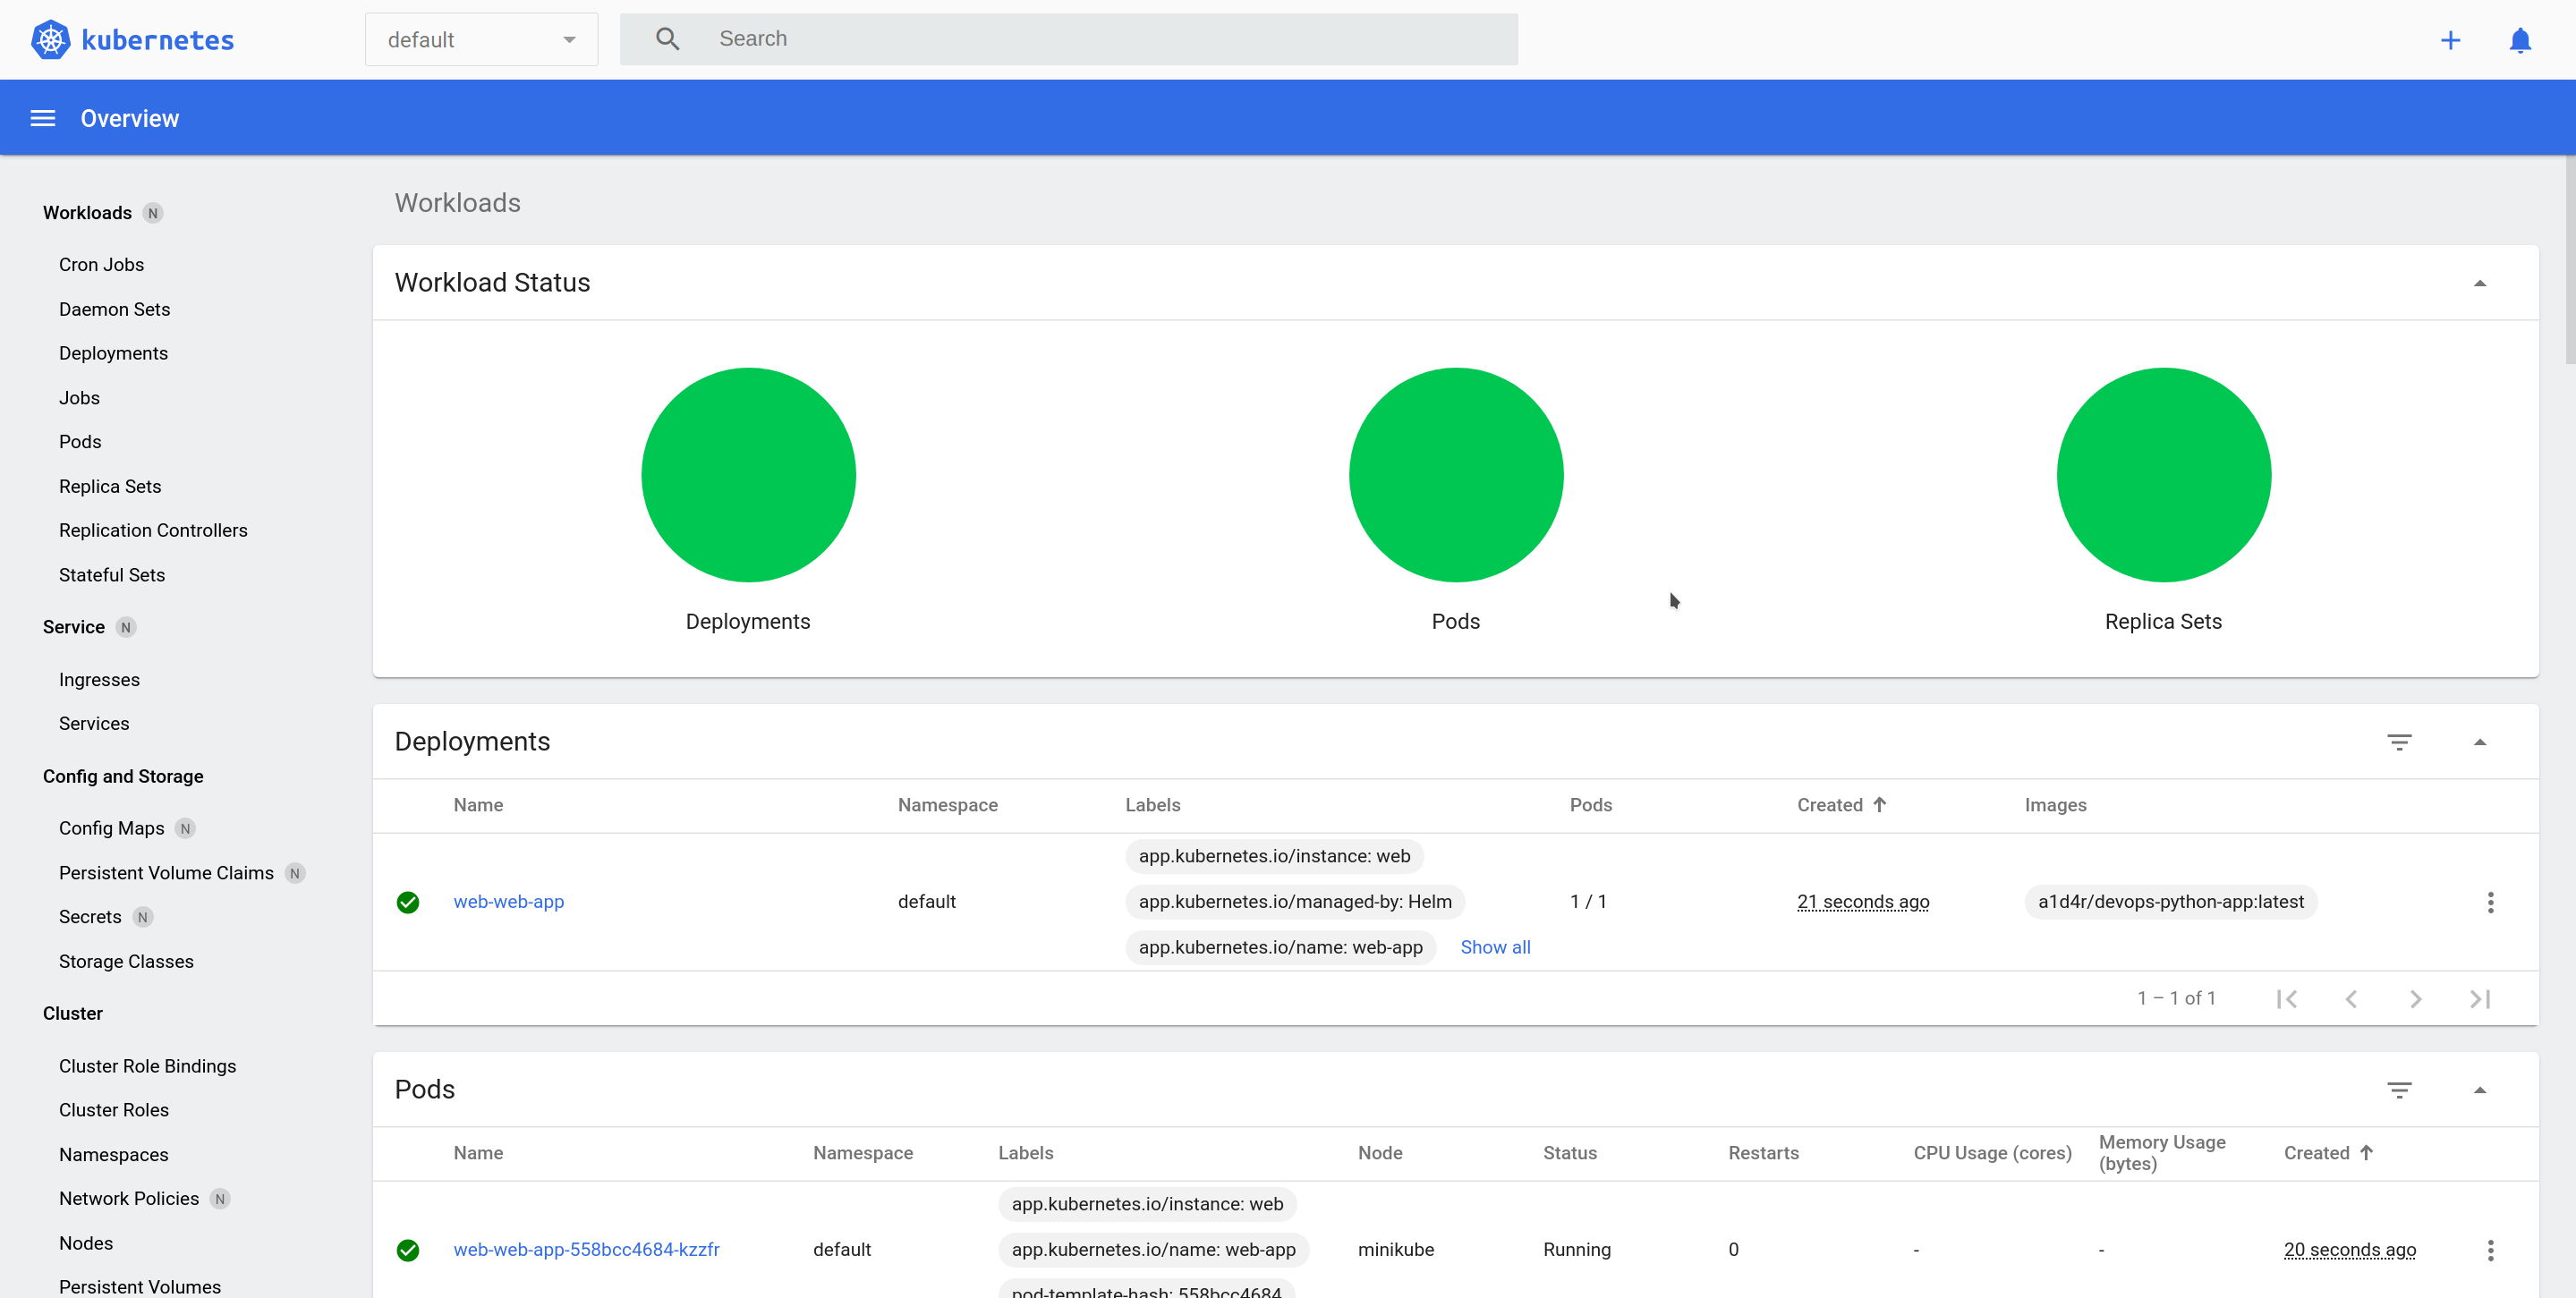 kubernetes
default
Search
Overview
Workloads N
Cron Jobs
Daemon Sets
Deployments
Jobs
Pods
Replica Sets
Replication Controllers
Stateful Sets
Service N
Ingresses
Services
Config and Storage
Config Maps N
Persistent Volume Claims N
Secrets N
Storage Classes
Cluster
Cluster Role Bindings
Cluster Roles
Namespaces
Network Policies N
Nodes
Persistent Volumes
Workloads
Workload Status
Deployments
Pods
Replica Sets
Deployments
Name Namespace Labels Pods Created Images
app.kubernetes.io/instance: web
web-web-app default app.kubernetes.io/managed-by: Helm 1 / 1 21 seconds ago a1d4r/devops-python-app:latest
app.kubernetes.io/name: web-app Show all
1 – 1 of 1
Pods
Name Namespace Labels Node Status Restarts CPU Usage (cores) Memory Usage (bytes) Created
app.kubernetes.io/instance: web
web-web-app-558bcc4684-kzzfr default app.kubernetes.io/name: web-app minikube Running 0 - - 20 seconds ago
pod-template-hash: 558bcc4684